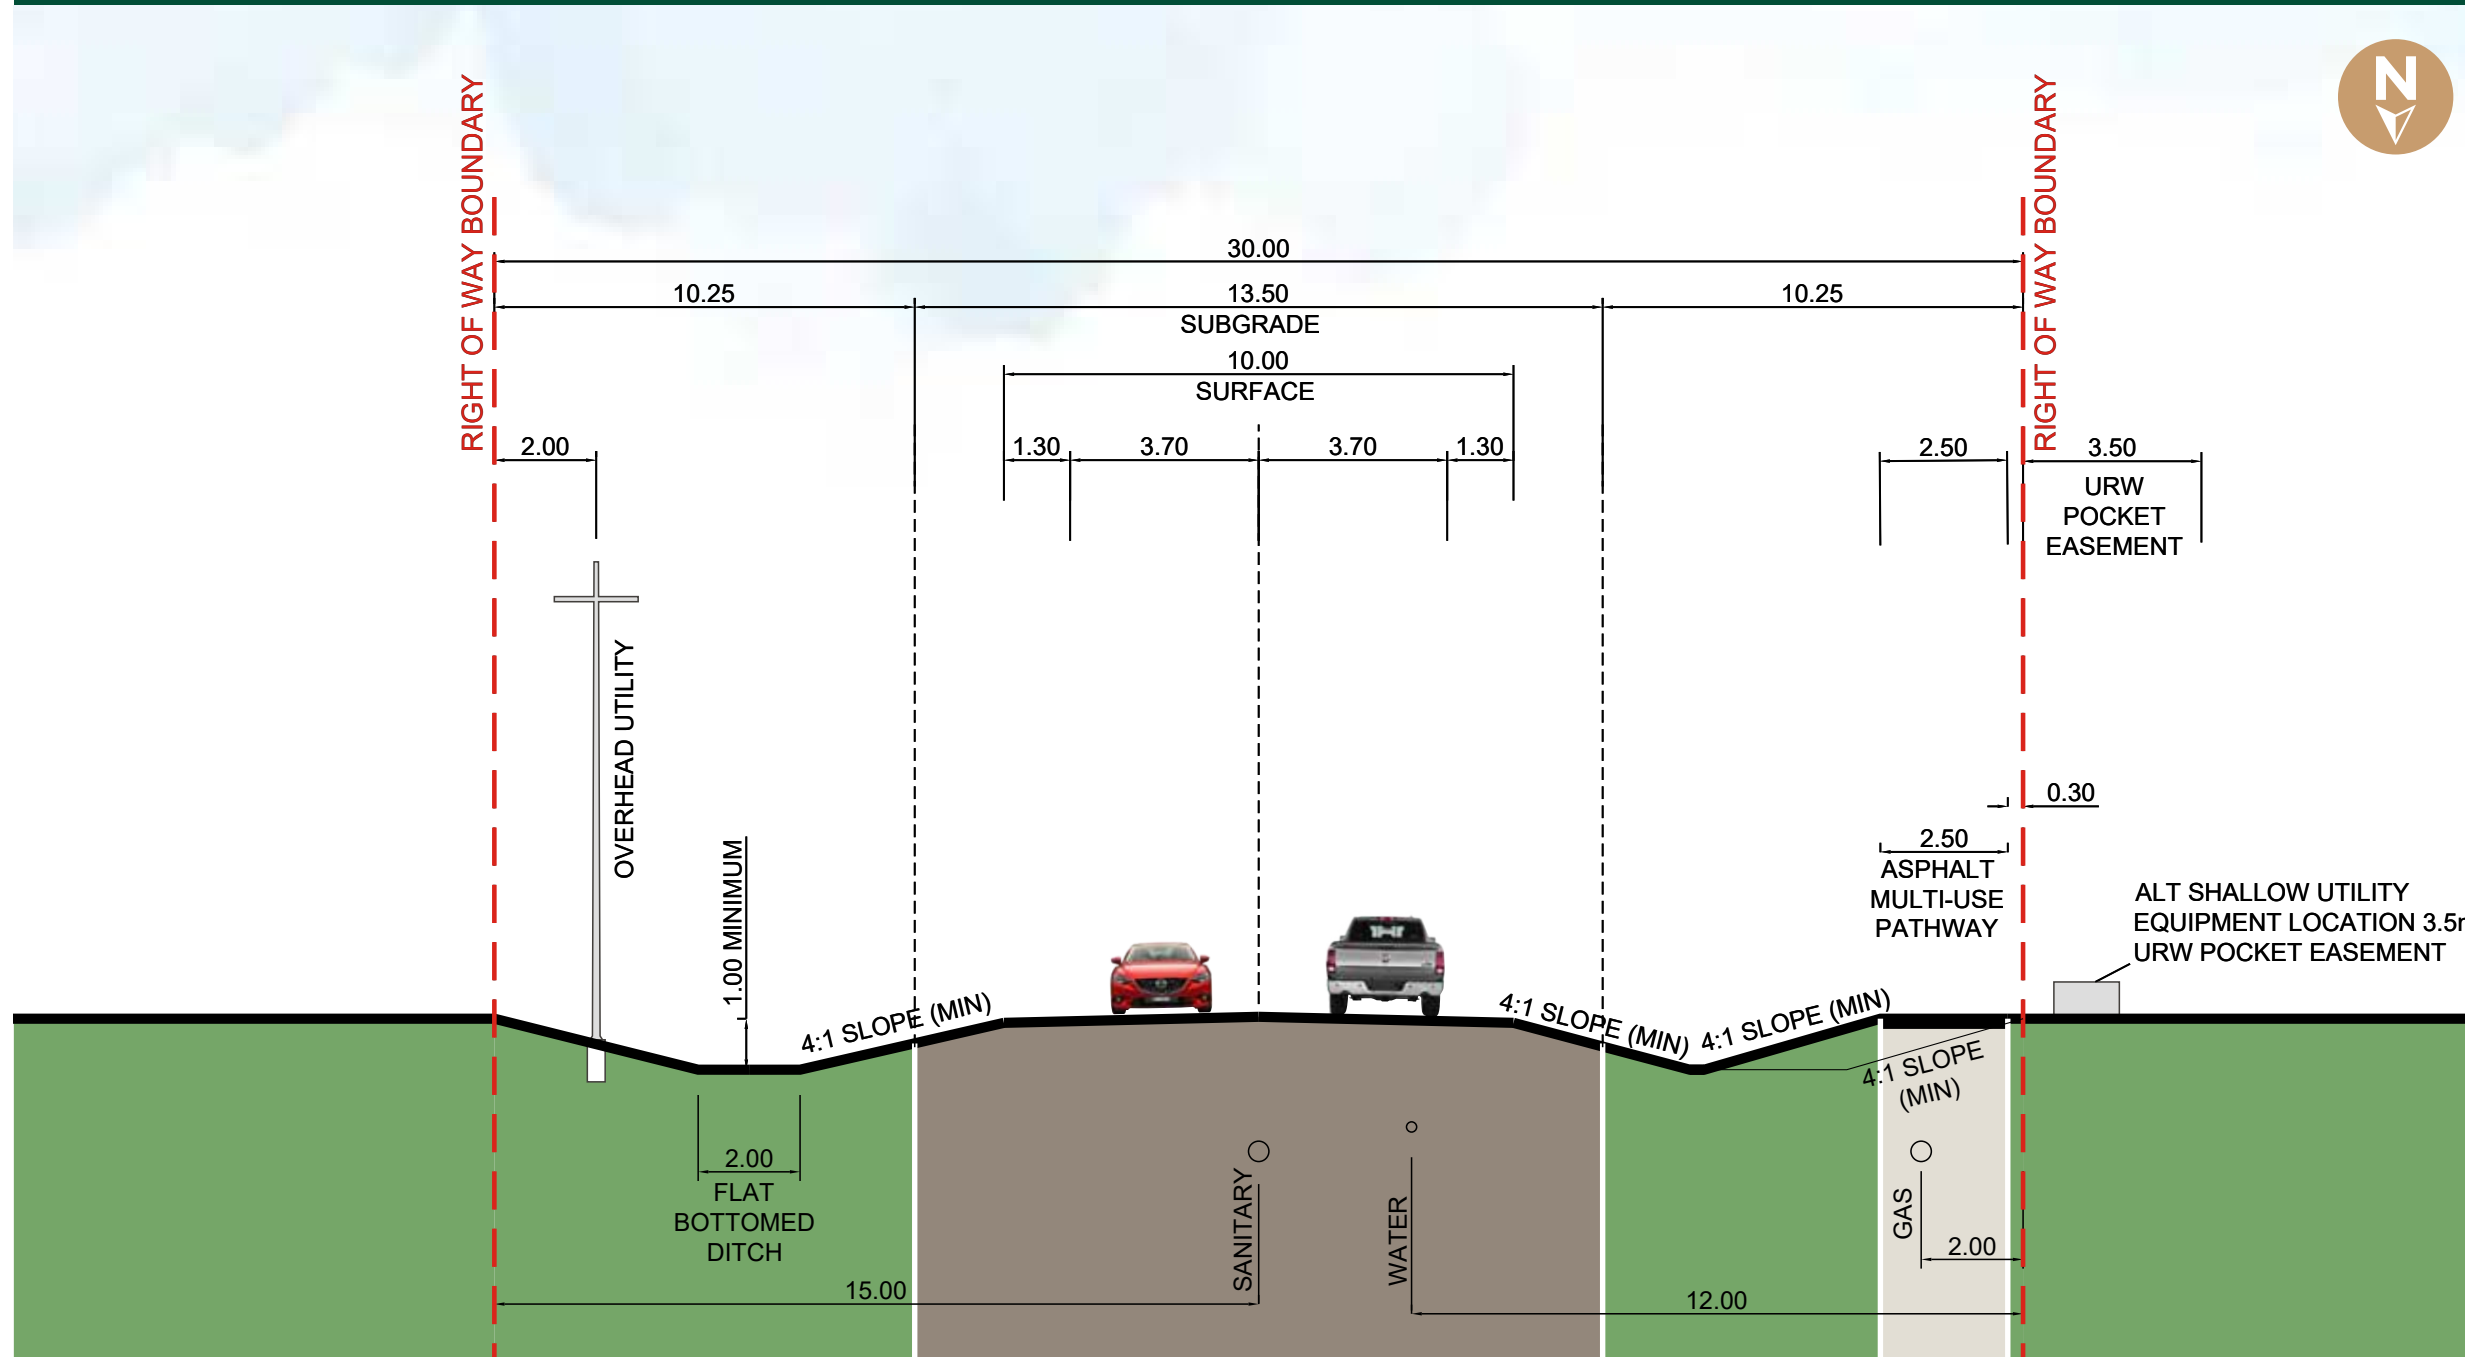 N
RIGHT OF WAY BOUNDARY
RIGHT OF WAY BOUNDARY
30.00
10.25
13.50
10.25
SUBGRADE
10.00
SURFACE
2.00
1.30
3.70
3.70
1.30
2.50
3.50
URW
POCKET
EASEMENT
OVERHEAD UTILITY
0.30
1.00 MINIMUM
2.50
ASPHALT
MULTI-USE
PATHWAY
ALT SHALLOW UTILITY
EQUIPMENT LOCATION 3.5
URW POCKET EASEMENT
4:1 SLOPE (MIN)
4:1 SLOPE (MIN)
4:1 SLOPE (MIN)
4:1 SLOPE
(MIN)
2.00
FLAT
BOTTOMED
DITCH
SANITARY
WATER
GAS
2.00
15.00
12.00